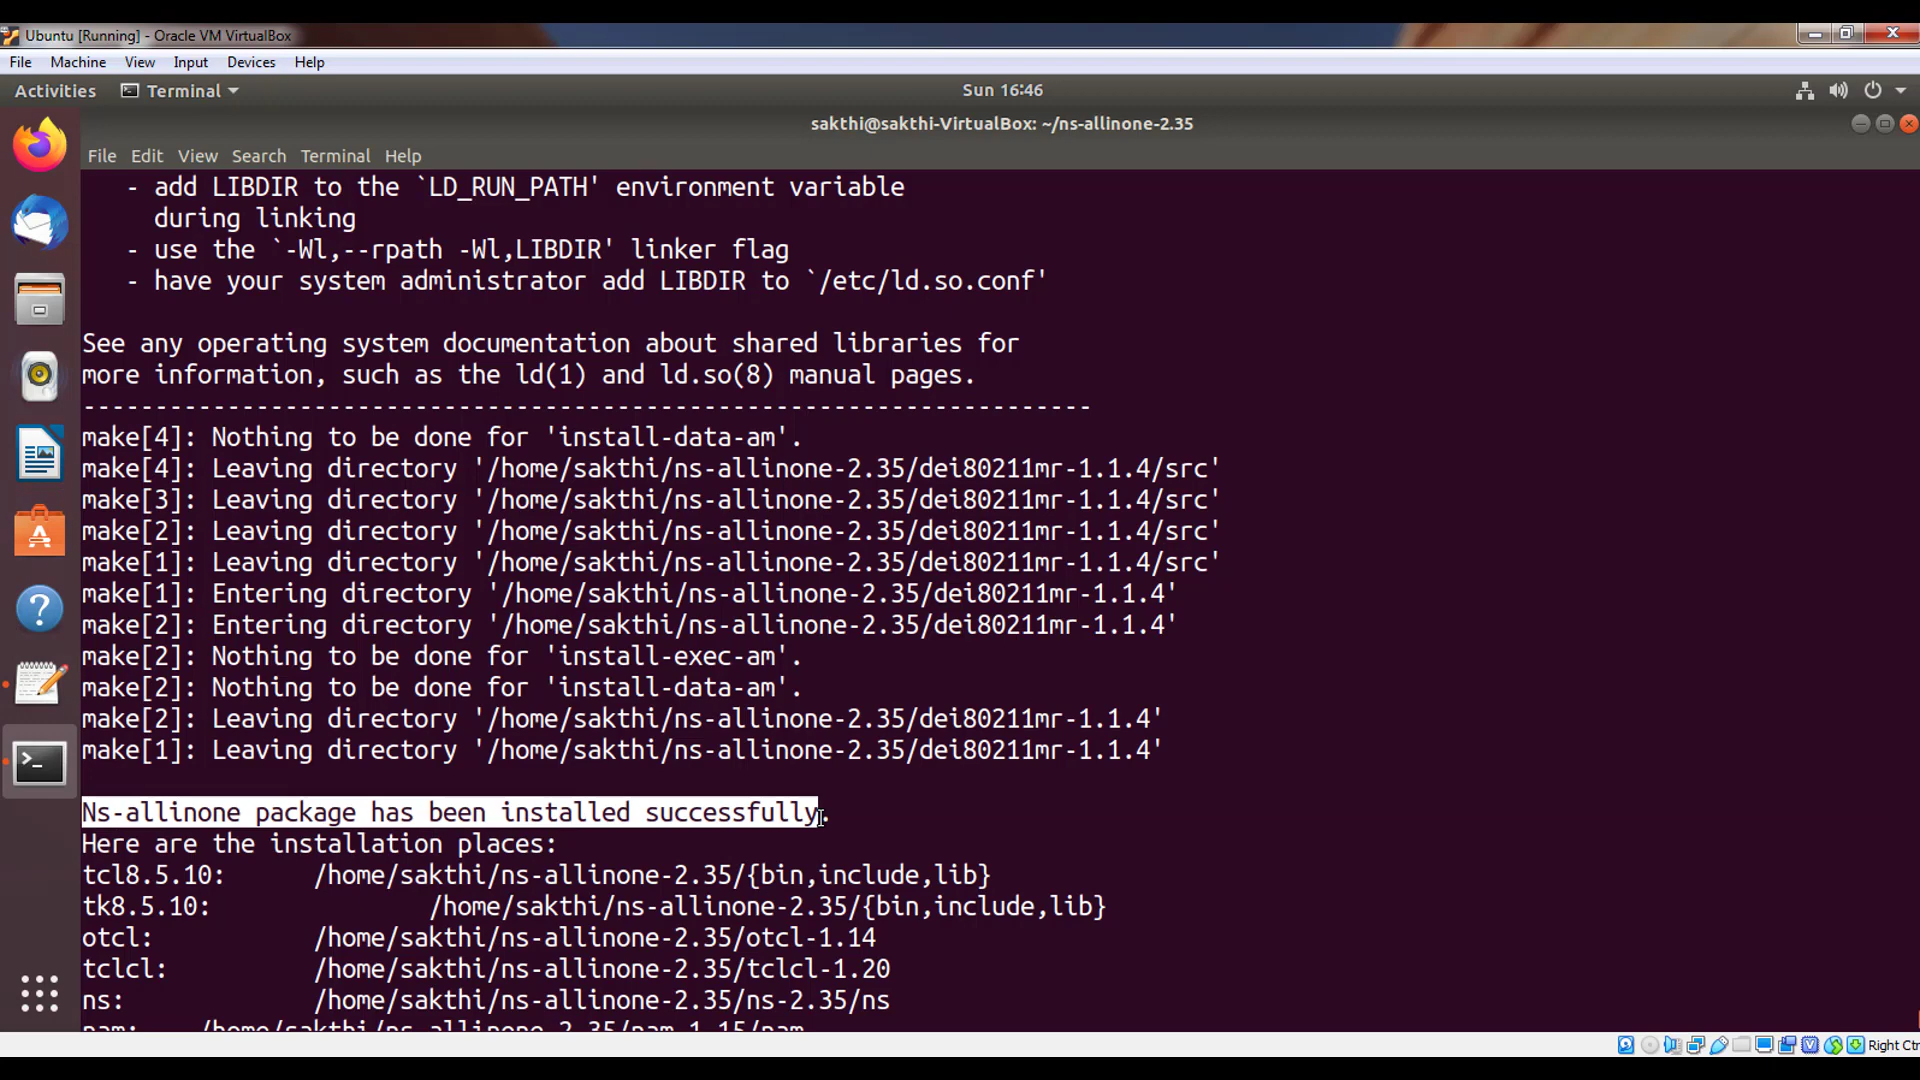 Ubuntu [Running] - Oracle VM VirtualBox
File Machine View Input Devices Help
Activities Terminal Sun 16:46
sakthi@sakthi-VirtualBox: ~/ns-allinone-2.35
File Edit View Search Terminal Help
- add LIBDIR to the `LD_RUN_PATH' environment variable
during linking
- use the `-Wl,--rpath -Wl,LIBDIR' linker flag
- have your system administrator add LIBDIR to `/etc/ld.so.conf'
See any operating system documentation about shared libraries for
more information, such as the ld(1) and ld.so(8) manual pages.
----------------------------------------------------------------------
make[4]: Nothing to be done for 'install-data-am'.
make[4]: Leaving directory '/home/sakthi/ns-allinone-2.35/dei80211mr-1.1.4/src'
make[3]: Leaving directory '/home/sakthi/ns-allinone-2.35/dei80211mr-1.1.4/src'
make[2]: Leaving directory '/home/sakthi/ns-allinone-2.35/dei80211mr-1.1.4/src'
make[1]: Leaving directory '/home/sakthi/ns-allinone-2.35/dei80211mr-1.1.4/src'
make[1]: Entering directory '/home/sakthi/ns-allinone-2.35/dei80211mr-1.1.4'
make[2]: Entering directory '/home/sakthi/ns-allinone-2.35/dei80211mr-1.1.4'
make[2]: Nothing to be done for 'install-exec-am'.
make[2]: Nothing to be done for 'install-data-am'.
make[2]: Leaving directory '/home/sakthi/ns-allinone-2.35/dei80211mr-1.1.4'
make[1]: Leaving directory '/home/sakthi/ns-allinone-2.35/dei80211mr-1.1.4'
Ns-allinone package has been installed successfully.
Here are the installation places:
tcl8.5.10: /home/sakthi/ns-allinone-2.35/{bin,include,lib}
tk8.5.10: /home/sakthi/ns-allinone-2.35/{bin,include,lib}
otcl: /home/sakthi/ns-allinone-2.35/otcl-1.14
tclcl: /home/sakthi/ns-allinone-2.35/tclcl-1.20
ns: /home/sakthi/ns-allinone-2.35/ns-2.35/ns
nam: /home/sakthi/ns-allinone-2.35/nam-1.15/nam
Right Ctr